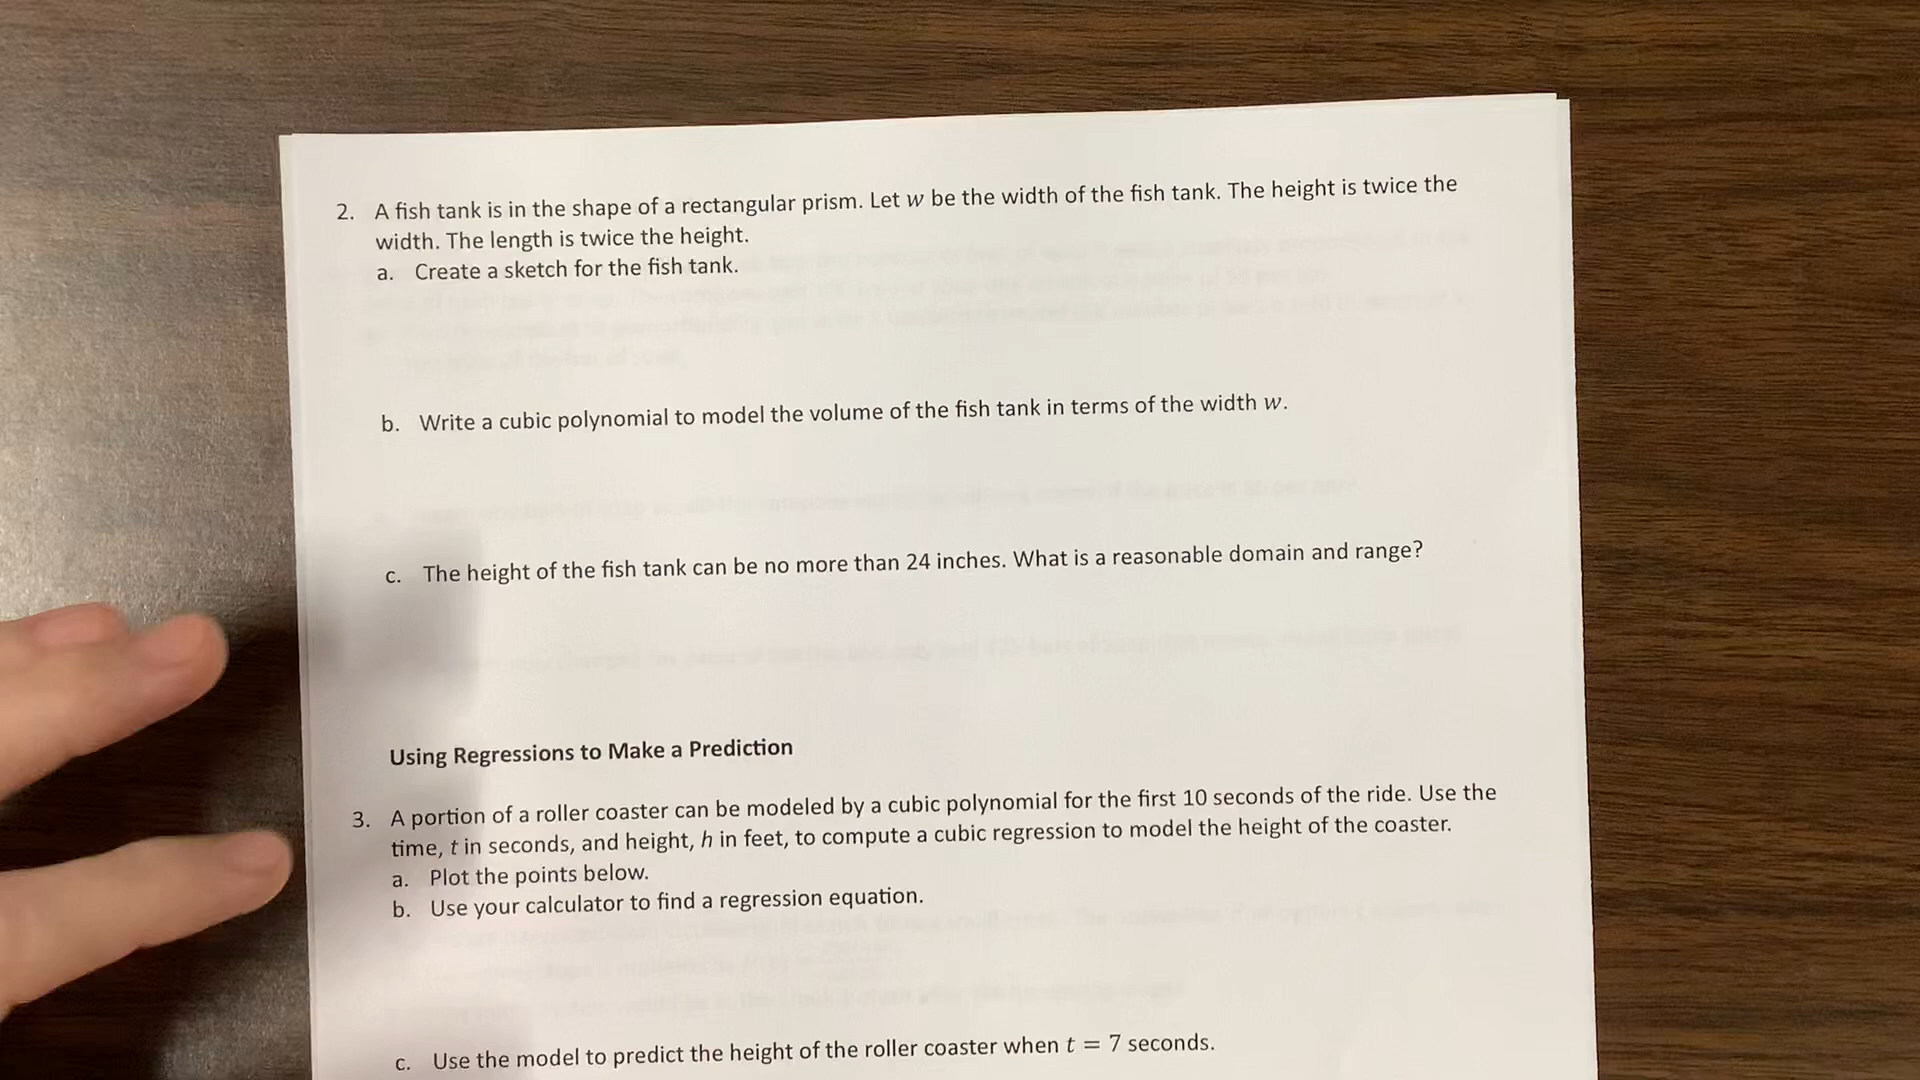 2. A fish tank is in the shape of a rectangular prism. Let w be the width of the fish tank. The height is twice the
width. The length is twice the height.
a. Create a sketch for the fish tank.
b. Write a cubic polynomial to model the volume of the fish tank in terms of the width w.
c. The height of the fish tank can be no more than 24 inches. What is a reasonable domain and range?
Using Regressions to Make a Prediction
3. A portion of a roller coaster can be modeled by a cubic polynomial for the first 10 seconds of the ride. Use the
time, t in seconds, and height, h in feet, to compute a cubic regression to model the height of the coaster.
a. Plot the points below.
b. Use your calculator to find a regression equation.
c. Use the model to predict the height of the roller coaster when t = 7 seconds.